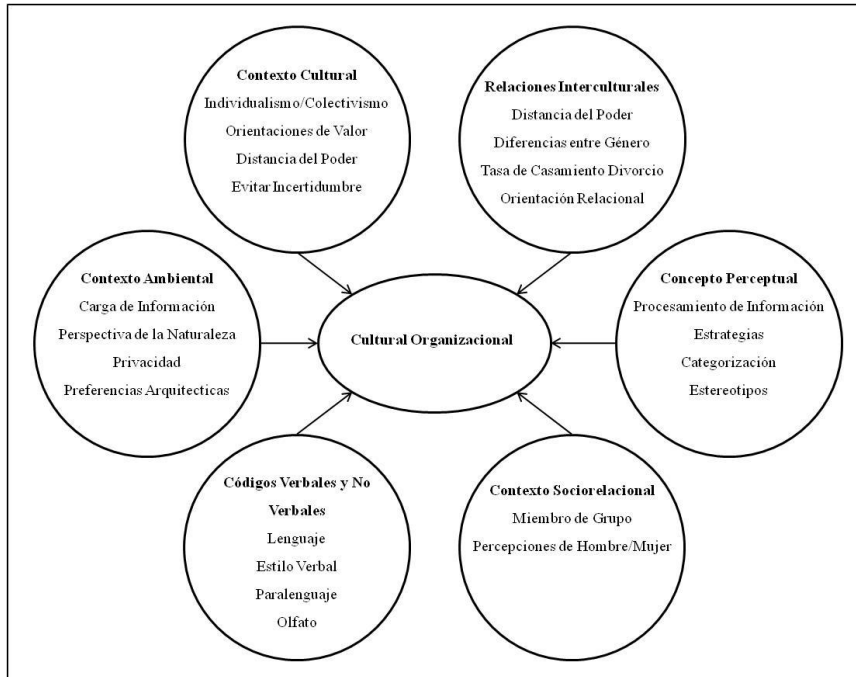 Contexto Cultural
Individualismo/Colectivismo
Orientaciones de Valor
Distancia del Poder
Evitar Incertidumbre
Relaciones Interculturales
Distancia del Poder
Diferencias entre Género
Tasa de Casamiento Divorcio
Orientación Relacional
Contexto Ambiental
Carga de Información
Perspectiva de la Naturaleza
Privacidad
Preferencias Arquitecticas
Cultural Organizacional
Concepto Perceptual
Procesamiento de Información
Estrategias
Categorización
Estereotipos
Códigos Verbales y No
Verbales
Lenguaje
Estilo Verbal
Paralenguaje
Olfato
Contexto Sociorelacional
Miembro de Grupo
Percepciones de Hombre/Mujer